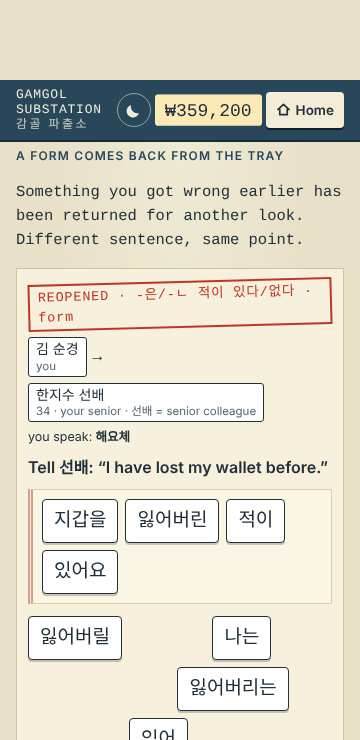 GAMGOL
SUBSTATION
감골 파출소
₩359,200
Home
A FORM COMES BACK FROM THE TRAY
Something you got wrong earlier has
been returned for another look.
Different sentence, same point.
REOPENED · -은/-ㄴ 적이 있다/없다 ·
form
김 순경
you
→
한지수 선배
34 · your senior · 선배 = senior colleague
you speak: 해요체
Tell 선배: “I have lost my wallet before.”
지갑을 잃어버린 적이
있어요
잃어버릴 나는
잃어버리는